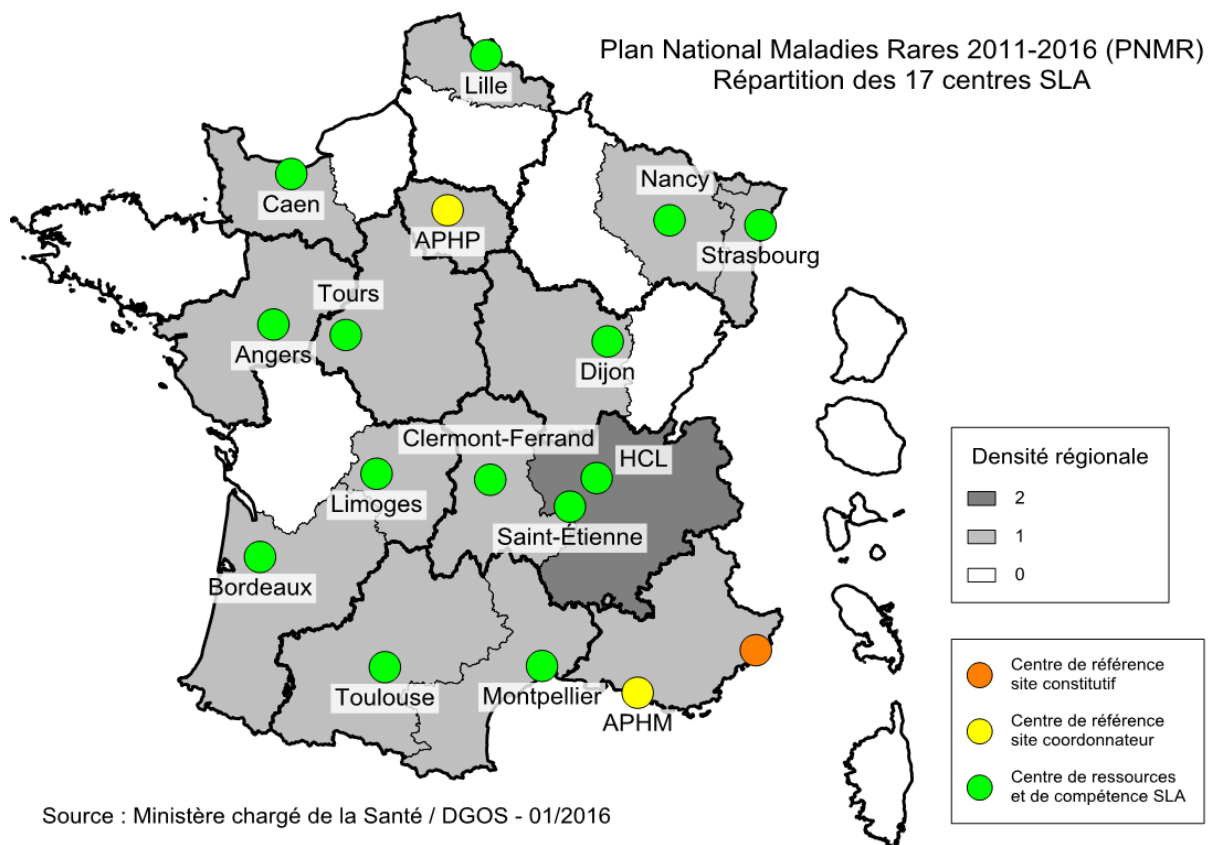 Plan National Maladies Rares 2011-2016 (PNMR)
Répartition des 17 centres SLA
Lille
Caen
APHP
Nancy
Strasbourg
Tours
Angers
Dijon
Clermont-Ferrand
HCL
Limoges
Saint-Étienne
Bordeaux
Toulouse
Montpellier
APHM
Densité régionale
2
1
0
Centre de référence
site constitutif
Centre de référence
site coordonnateur
Centre de ressources
et de compétence SLA
Source : Ministère chargé de la Santé / DGOS - 01/2016